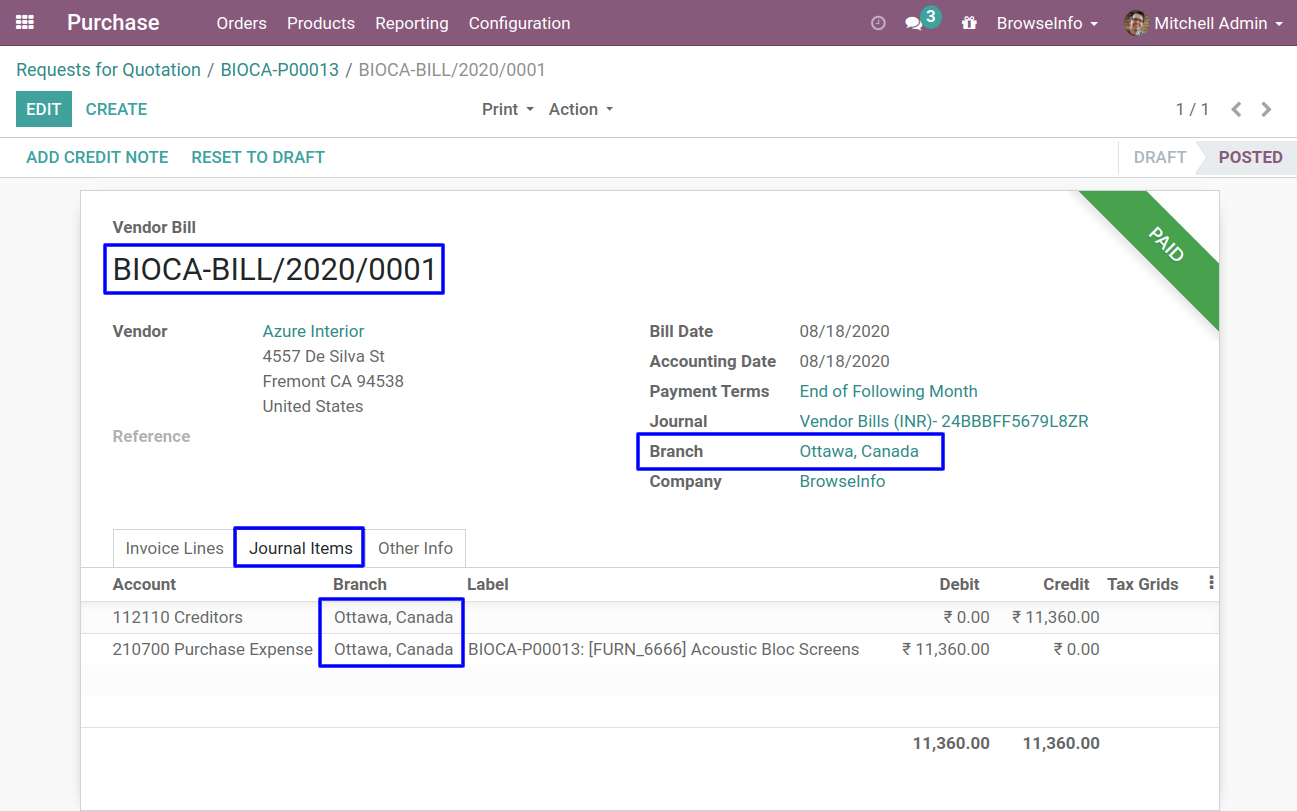 Purchase Orders Products Reporting Configuration 3 BrowseInfo Mitchell Admin
Requests for Quotation / BIOCA-P00013 / BIOCA-BILL/2020/0001
EDIT CREATE Print Action 1 / 1
ADD CREDIT NOTE RESET TO DRAFT DRAFT POSTED
PAID
Vendor Bill
BIOCA-BILL/2020/0001
Vendor Azure Interior
4557 De Silva St
Fremont CA 94538
United States
Reference
Bill Date 08/18/2020
Accounting Date 08/18/2020
Payment Terms End of Following Month
Journal Vendor Bills (INR)- 24BBBFF5679L8ZR
Branch Ottawa, Canada
Company BrowseInfo
Invoice Lines Journal Items Other Info
Account Branch Label Debit Credit Tax Grids
112110 Creditors Ottawa, Canada ₹ 0.00 ₹ 11,360.00
210700 Purchase Expense Ottawa, Canada BIOCA-P00013: [FURN_6666] Acoustic Bloc Screens ₹ 11,360.00 ₹ 0.00
11,360.00 11,360.00